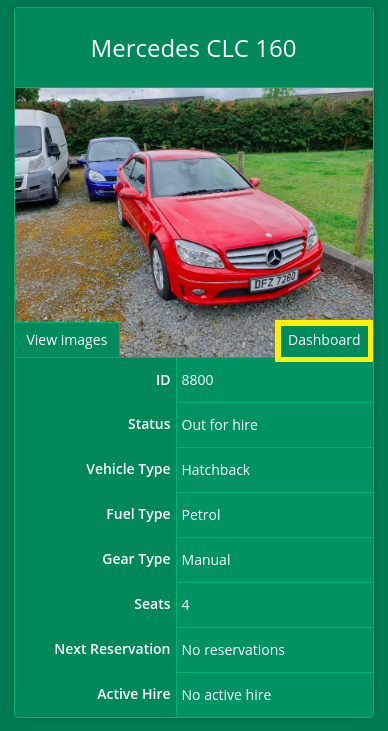 Mercedes CLC 160
DFZ 7280
View images
Dashboard
ID 8800
Status Out for hire
Vehicle Type Hatchback
Fuel Type Petrol
Gear Type Manual
Seats 4
Next Reservation No reservations
Active Hire No active hire